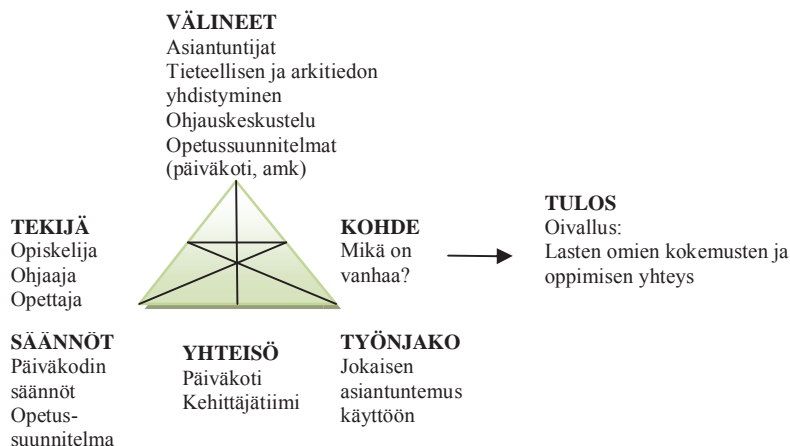 VÄLINEET
Asiantuntijat
Tieteellisen ja arkitiedon
yhdistyminen
Ohjauskeskustelu
Opetussuunnitelmat
(päiväkoti, amk)
TEKIJÄ
Opiskelija
Ohjaaja
Opettaja
KOHDE
Mikä on
vanhaa?
TULOS
Oivallus:
Lasten omien kokemusten ja
oppimisen yhteys
SÄÄNNÖT
Päiväkodin
säännöt
Opetus-
suunnitelma
YHTEISÖ
Päiväkoti
Kehittäjätiimi
TYÖNJAKO
Jokaisen
asiantuntemus
käyttöön